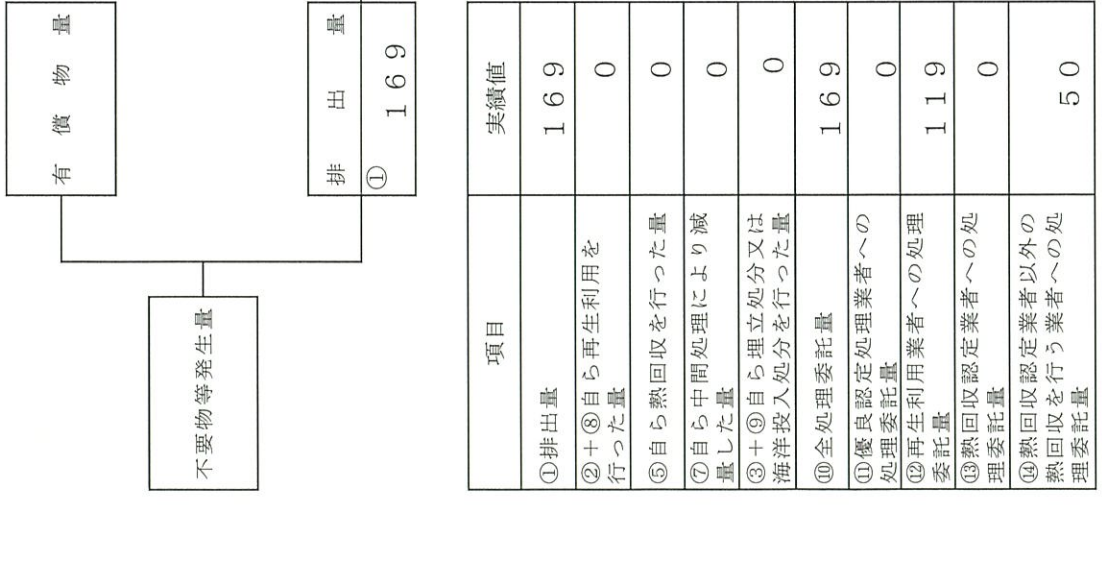 有償物量
排出量
①
169
不要物等発生量
項目
実績値
①排出量
169
②＋⑧自ら再生利用を
行った量
0
⑤自ら熱回収を行った量
0
⑦自ら中間処理により減
量した量
0
③＋⑨自ら埋立処分又は
海洋投入処分を行った量
0
⑩全処理委託量
169
⑪優良認定処理業者への
処理委託量
0
⑫再生利用業者への処理
委託量
119
⑬熱回収認定業者への処
理委託量
0
⑭熱回収認定業者以外の
熱回収を行う業者への処
理委託量
50